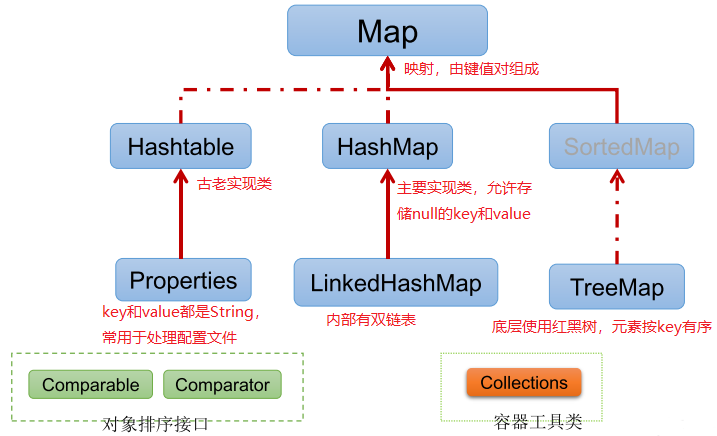 Map
映射，由键值对组成
Hashtable
HashMap
SortedMap
古老实现类
主要实现类，允许存
储null的key和value
Properties
LinkedHashMap
TreeMap
key和value都是String，
常用于处理配置文件
内部有双链表
底层使用红黑树，元素按key有序
Comparable
Comparator
Collections
对象排序接口
容器工具类